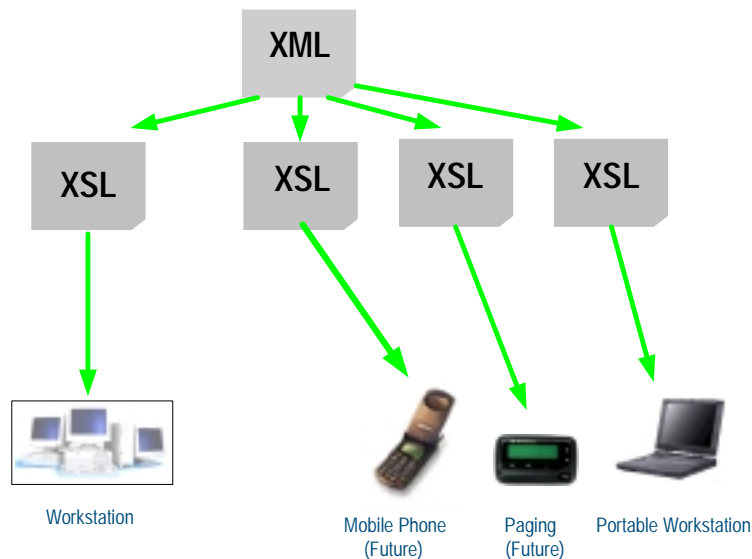 XML
XSL
XSL
XSL
XSL
Workstation
Mobile Phone
(Future)
Paging
(Future)
Portable Workstation